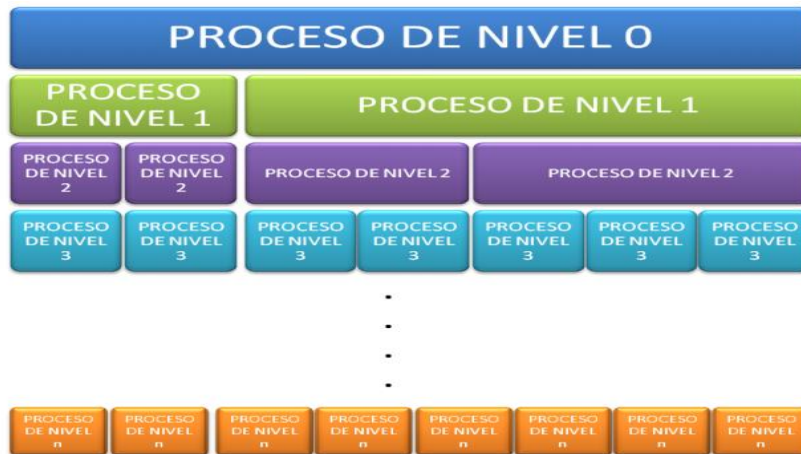 PROCESO DE NIVEL 0
PROCESO
DE NIVEL 1
PROCESO DE NIVEL 1
PROCESO
DE NIVEL
2
PROCESO
DE NIVEL
2
PROCESO DE NIVEL 2
PROCESO DE NIVEL 2
PROCESO
DE NIVEL
3
PROCESO
DE NIVEL
3
PROCESO
DE NIVEL
3
PROCESO
DE NIVEL
3
PROCESO
DE NIVEL
3
PROCESO
DE NIVEL
3
PROCESO
DE NIVEL
3
PROCESO
DE NIVEL
n
PROCESO
DE NIVEL
n
PROCESO
DE NIVEL
n
PROCESO
DE NIVEL
n
PROCESO
DE NIVEL
n
PROCESO
DE NIVEL
n
PROCESO
DE NIVEL
n
PROCESO
DE NIVEL
n